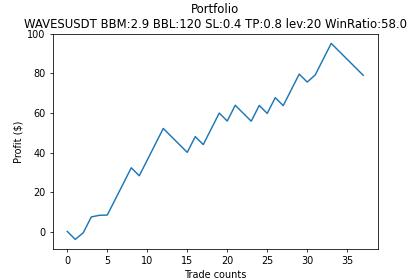 Portfolio
WAVESUSDT BBM:2.9 BBL:120 SL:0.4 TP:0.8 lev:20 WinRatio:58.0
100
80
60
40
20
0
Profit ($)
0 5 10 15 20 25 30 35
Trade counts